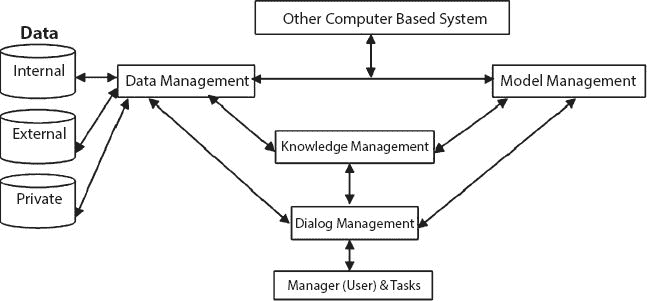 Other Computer Based System
Data
Internal
Data Management
Model Management
External
Knowledge Management
Private
Dialog Management
Manager (User) & Tasks